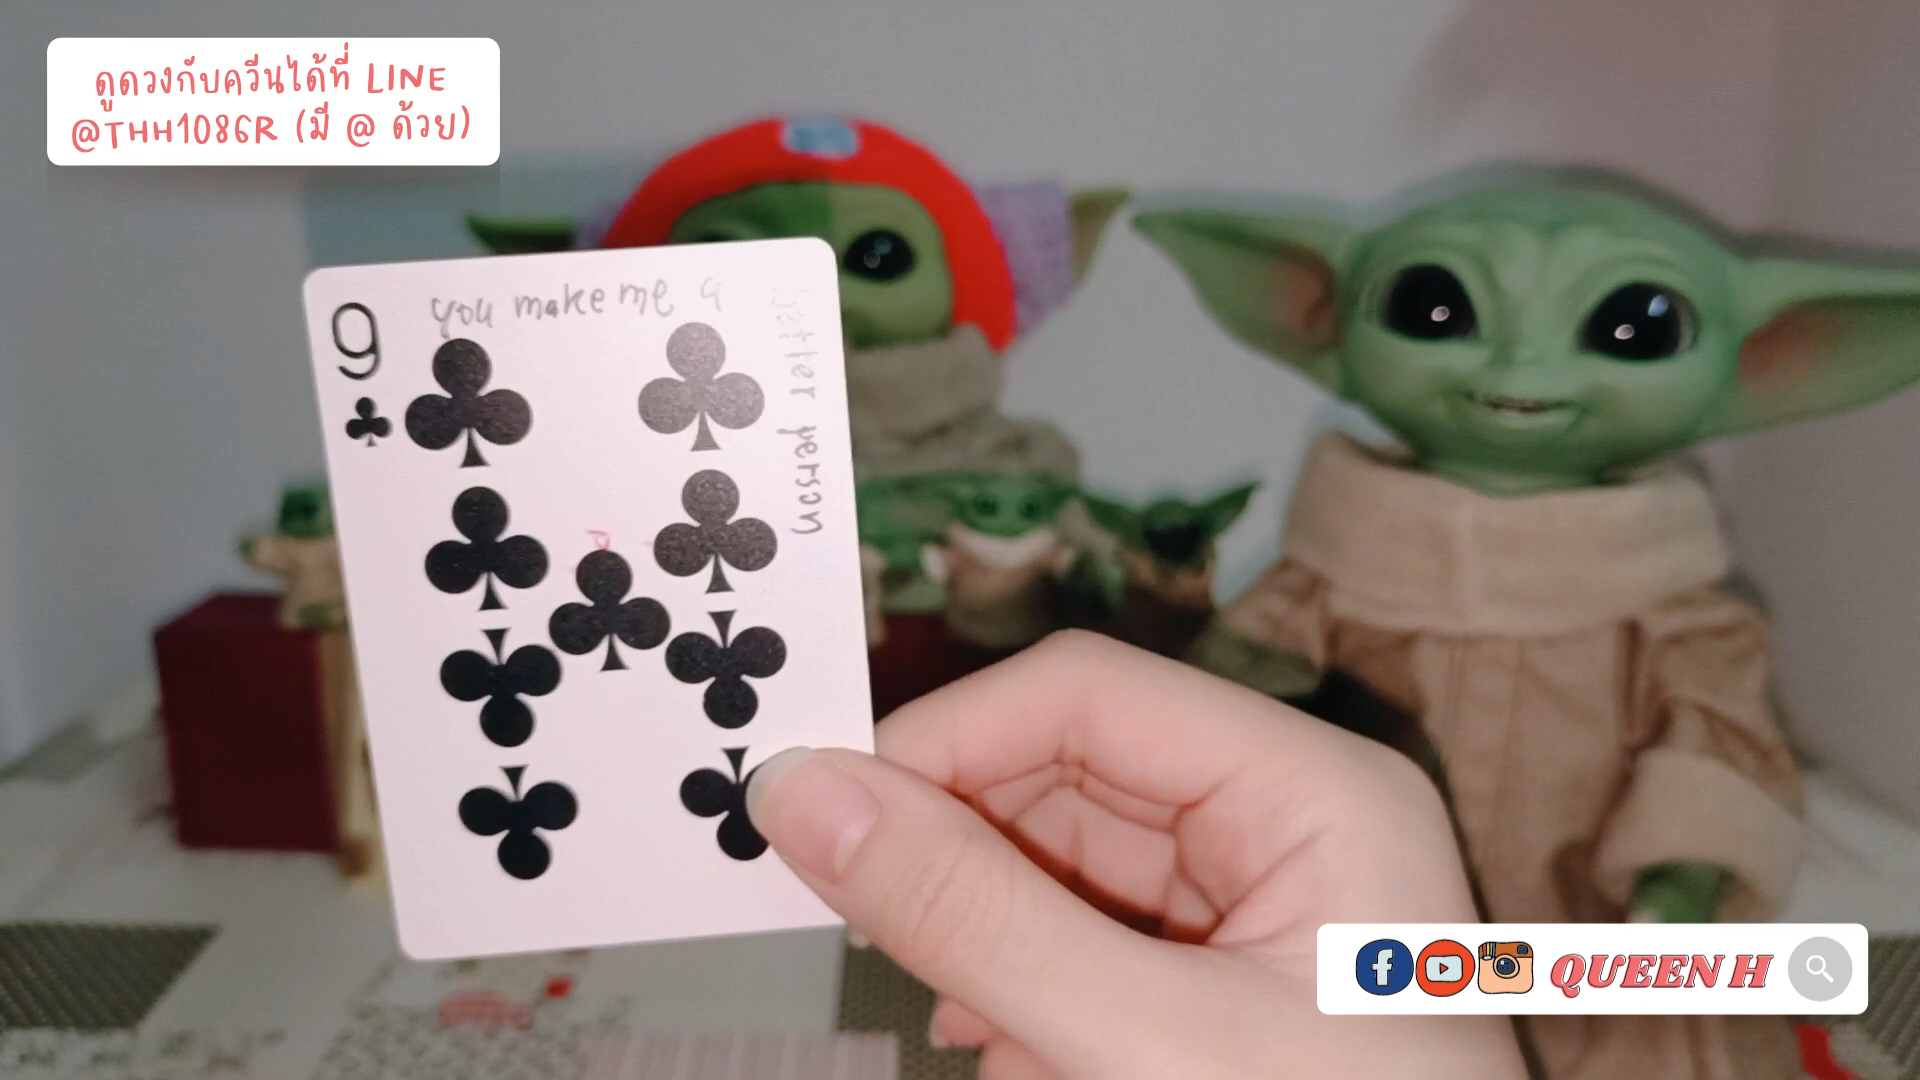 ดูดวงกับควีนได้ที่ LINE
@THH1086R (มี @ ด้วย)
9
you make me a
better person
QUEEN H